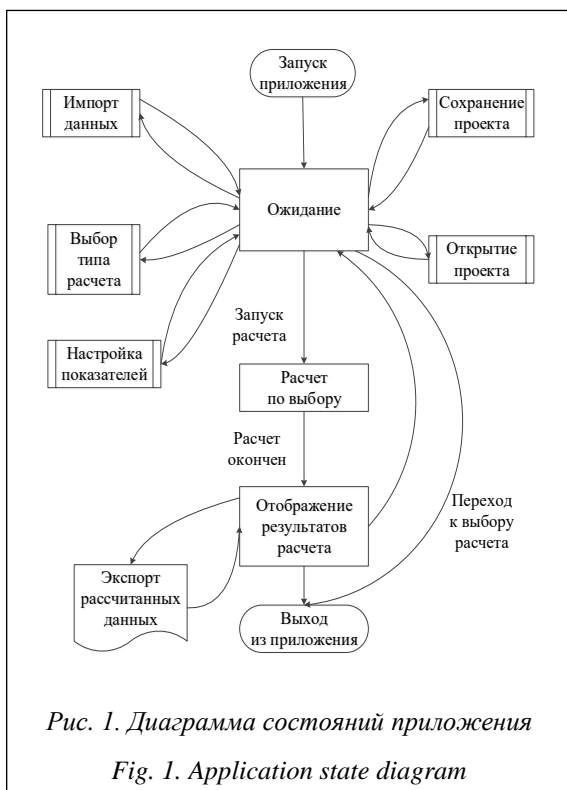 Запуск
приложения
Импорт
данных
Сохранение
проекта
Ожидание
Выбор
типа
расчета
Открытие
проекта
Запуск
расчета
Настройка
показателей
Расчет
по выбору
Расчет
окончен
Отображение
результатов
расчета
Переход
к выбору
расчета
Экспорт
рассчитанных
данных
Выход
из приложения
Рис. 1. Диаграмма состояний приложения
Fig. 1. Application state diagram